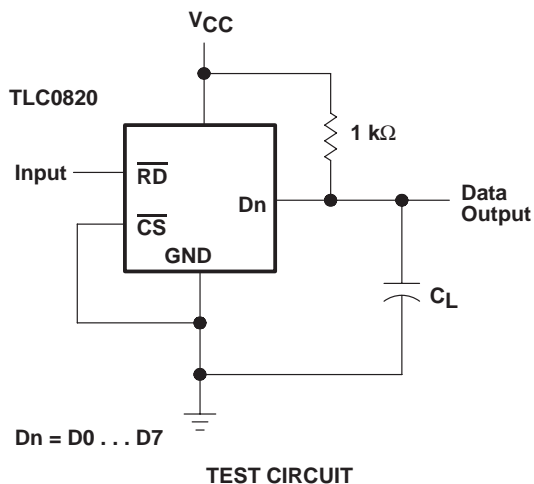 VCC
TLC0820
1 kΩ
Input
RD
Dn
Data
Output
CS
GND
CL
Dn = D0 . . . D7
TEST CIRCUIT